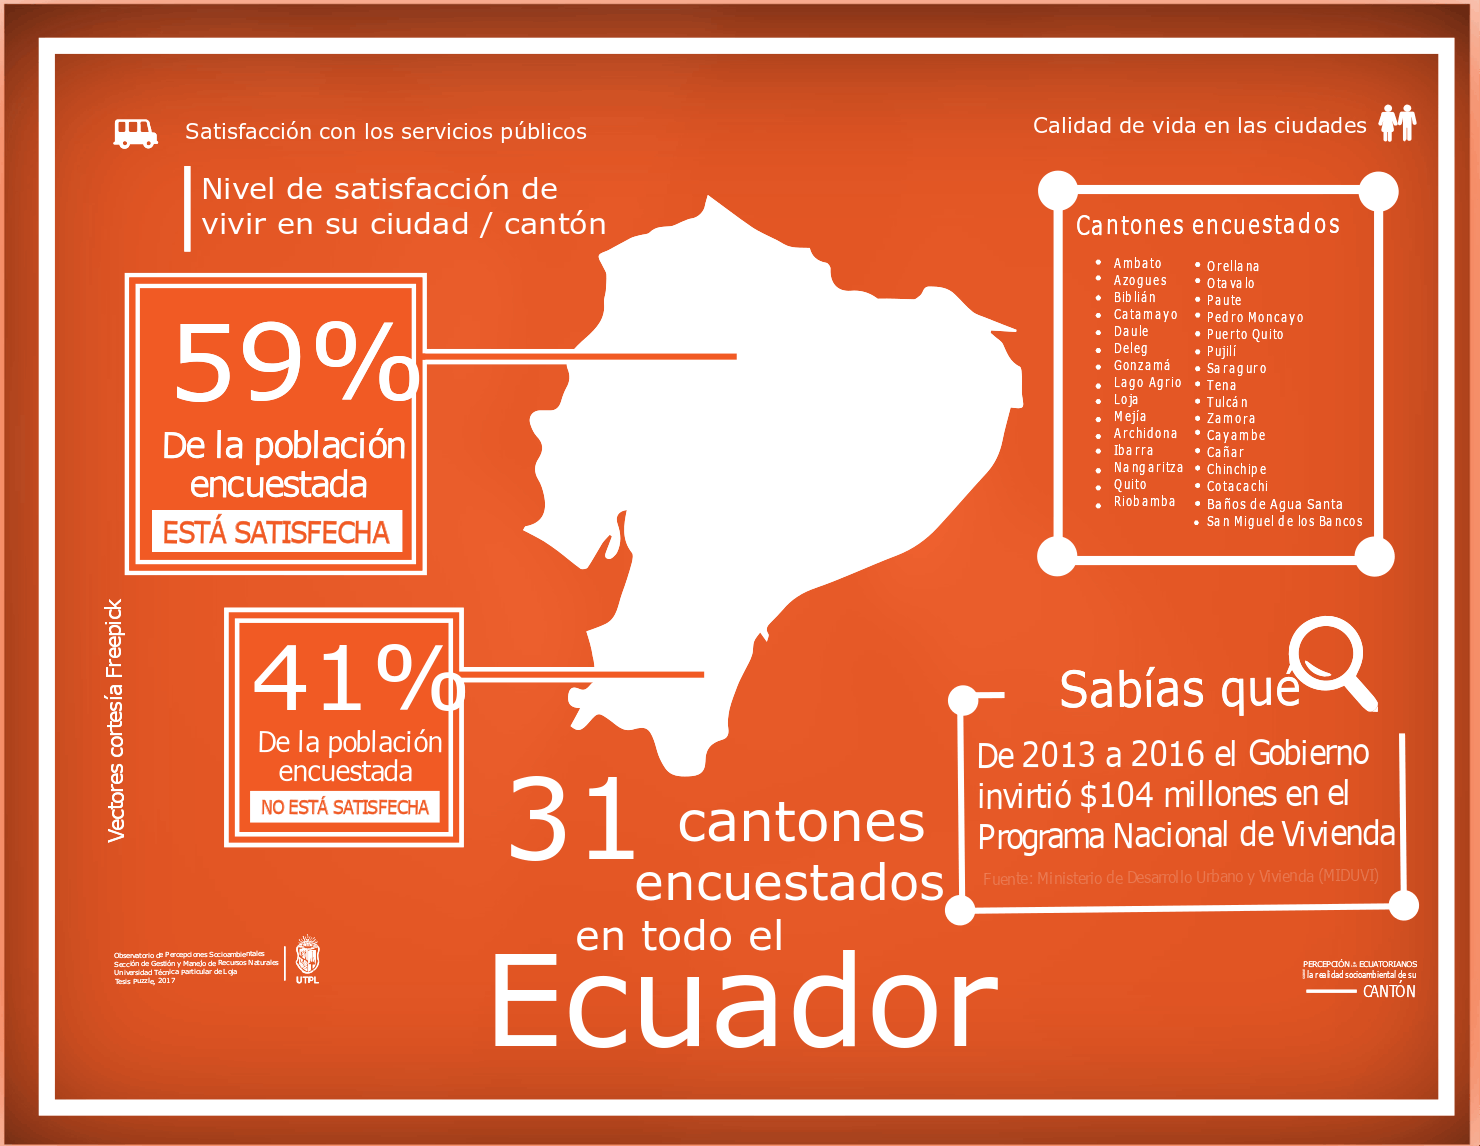 Satisfacción con los servicios públicos
Nivel de satisfacción de
vivir en su ciudad / cantón
59%
De la población
encuestada
ESTÁ SATISFECHA
41%
De la población
encuestada
NO ESTÁ SATISFECHA
Vectores cortesía Freepick
31 cantones
encuestados
en todo el
Ecuador
Calidad de vida en las ciudades
Cantones encuestados
• Ambato
• Azogues
• Biblián
• Catamayo
• Daule
• Deleg
• Gonzamá
• Lago Agrio
• Loja
• Mejía
• Archidona
• Ibarra
• Nangaritza
• Quito
• Riobamba
• Orellana
• Otavalo
• Paute
• Pedro Moncayo
• Puerto Quito
• Pujilí
• Saraguro
• Tena
• Tulcán
• Zamora
• Cayambe
• Cañar
• Chinchipe
• Cotacachi
• Baños de Agua Santa
• San Miguel de los Bancos
Sabías qué
De 2013 a 2016 el Gobierno
invirtió $104 millones en el
Programa Nacional de Vivienda
Fuente: Ministerio de Desarrollo Urbano y Vivienda (MIDUVI)
Observatorio de Percepciones Socioambientales
Sección de Gestión y Manejo de Recursos Naturales
Universidad Técnica particular de Loja
Tesis Puzzle, 2017
UTPL
PERCEPCIÓN ECUATORIANOS
la realidad socioambiental de su
CANTÓN